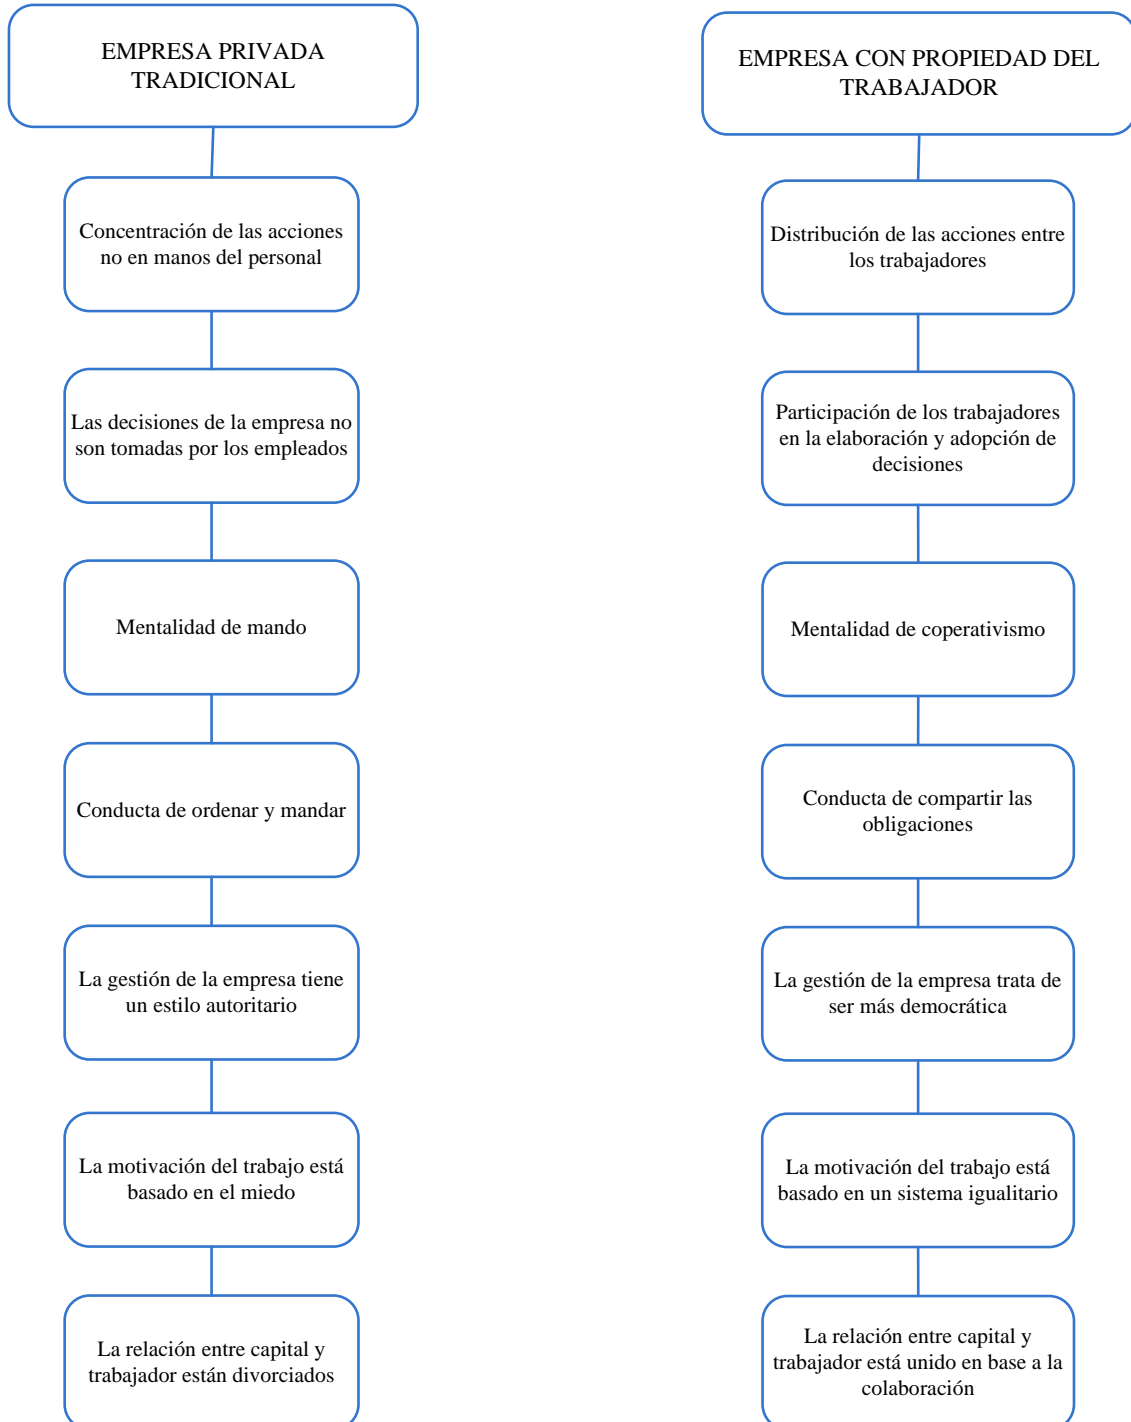 EMPRESA PRIVADA
TRADICIONAL
Concentración de las acciones
no en manos del personal
Las decisiones de la empresa no
son tomadas por los empleados
Mentalidad de mando
Conducta de ordenar y mandar
La gestión de la empresa tiene
un estilo autoritario
La motivación del trabajo está
basado en el miedo
La relación entre capital y
trabajador están divorciados
EMPRESA CON PROPIEDAD DEL
TRABAJADOR
Distribución de las acciones entre
los trabajadores
Participación de los trabajadores
en la elaboración y adopción de
decisiones
Mentalidad de coperativismo
Conducta de compartir las
obligaciones
La gestión de la empresa trata de
ser más democrática
La motivación del trabajo está
basado en un sistema igualitario
La relación entre capital y
trabajador está unido en base a la
colaboración